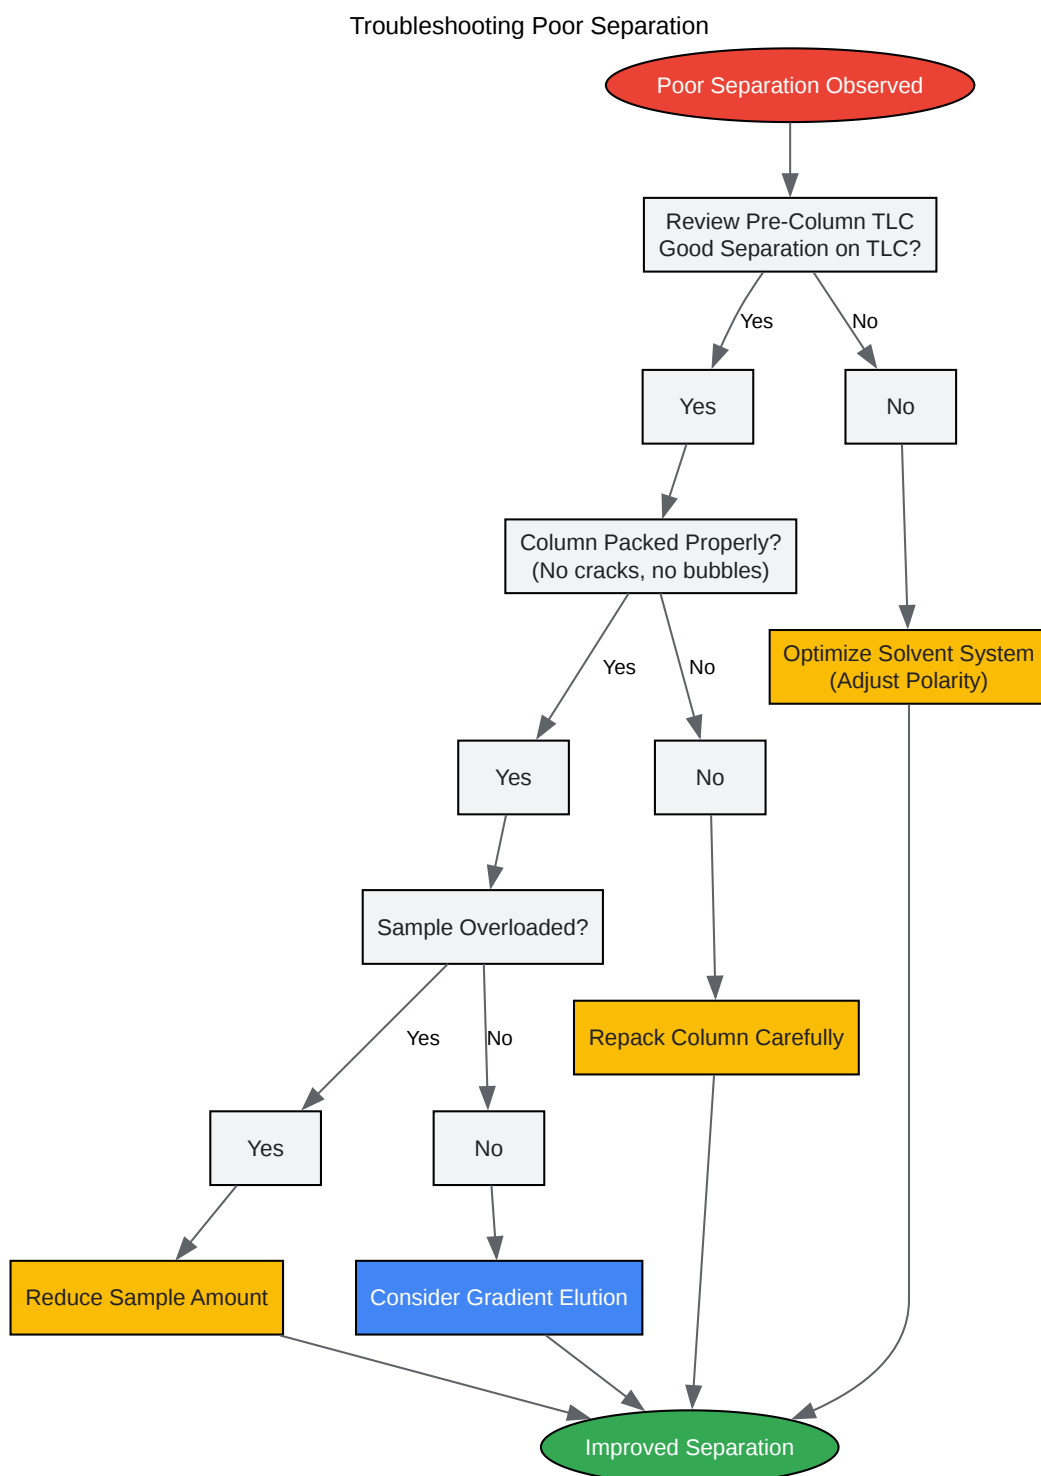 Troubleshooting Poor Separation
Poor Separation Observed
Review Pre-Column TLC
Good Separation on TLC?
Yes
No
Yes
No
Column Packed Properly?
(No cracks, no bubbles)
Optimize Solvent System
(Adjust Polarity)
Yes
No
Yes
No
Sample Overloaded?
Yes
No
Repack Column Carefully
Yes
No
Reduce Sample Amount
Consider Gradient Elution
Improved Separation